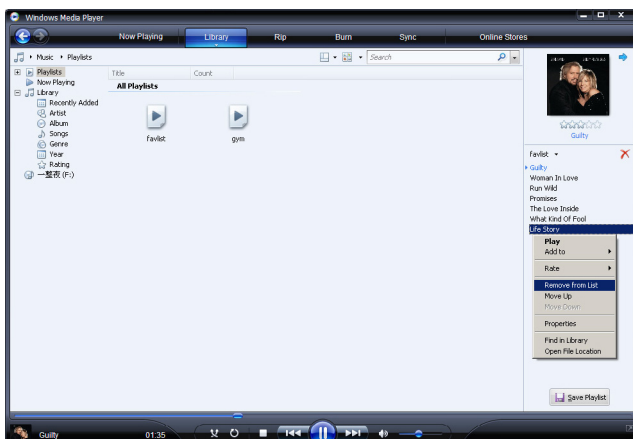 Windows Media Player
Now Playing Library Rip Burn Sync Online Stores
Music Playlists
Search
Playlists
Now Playing
Library
Recently Added
Artist
Album
Songs
Genre
Year
Rating
一整夜 (F:)
Title Count
All Playlists
favlist gym
Guilty
favlist
Guilty
Woman In Love
Run Wild
Promises
The Love Inside
What Kind Of Fool
Life Story
Play
Add to
Rate
Remove from List
Move Up
Move Down
Properties
Find in Library
Open File Location
Save Playlist
Guilty 01:35